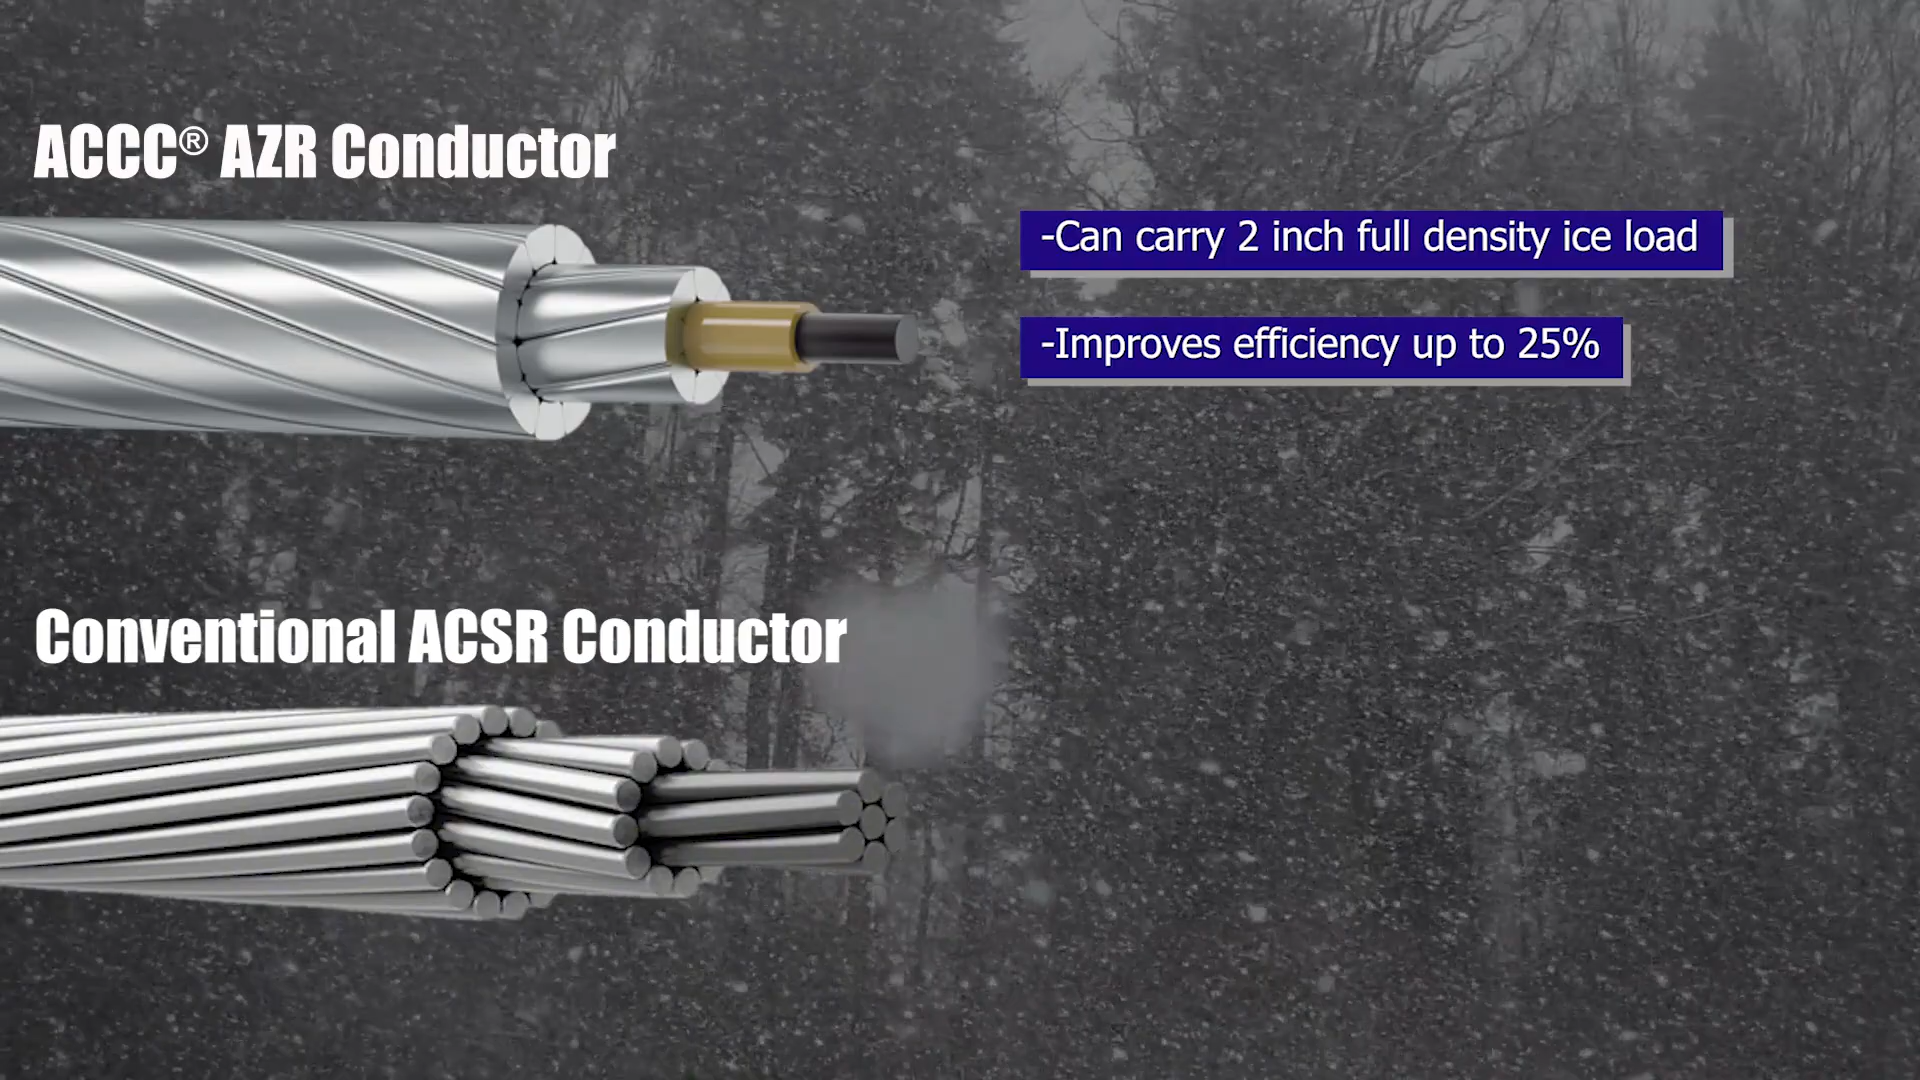 ACCC® AZR Conductor
-Can carry 2 inch full density ice load
-Improves efficiency up to 25%
Conventional ACSR Conductor